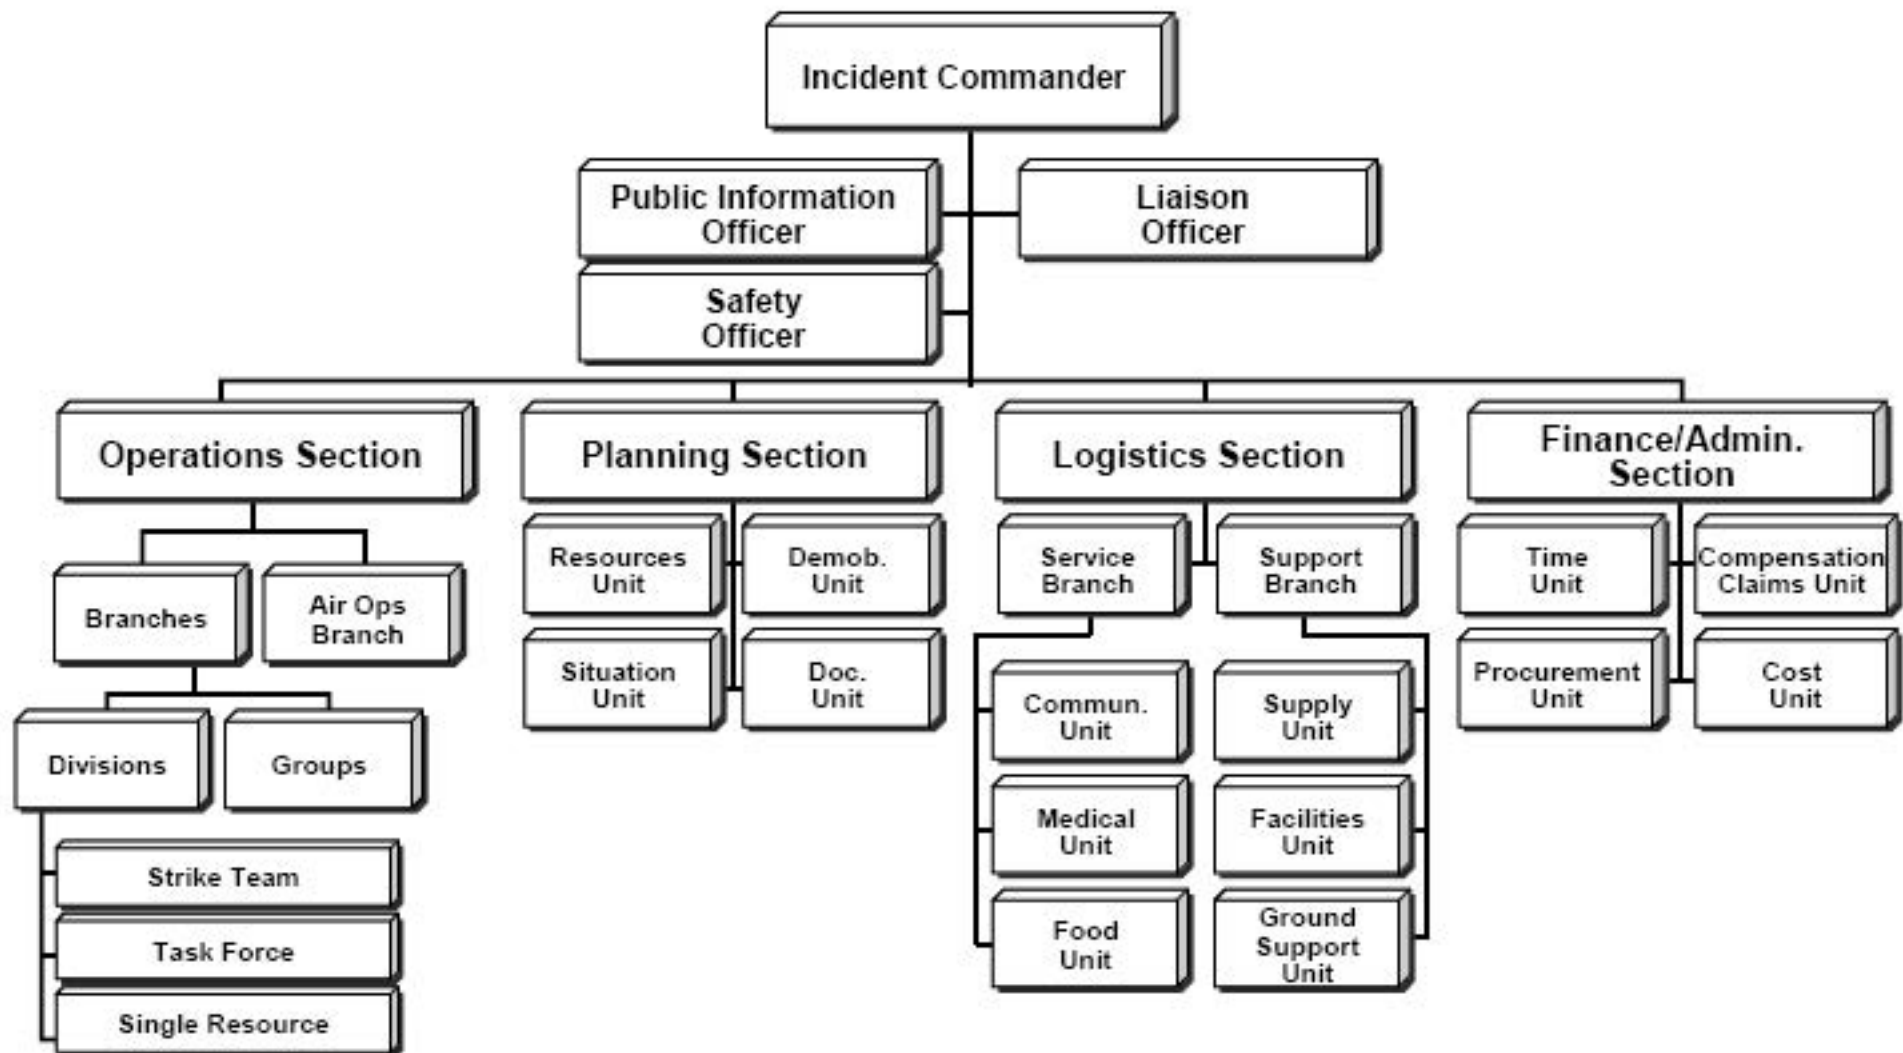 Incident Commander
Public Information
Officer
Liaison
Officer
Safety
Officer
Operations Section
Planning Section
Logistics Section
Finance/Admin.
Section
Branches
Air Ops
Branch
Divisions
Groups
Strike Team
Task Force
Single Resource
Resources
Unit
Demob.
Unit
Situation
Unit
Doc.
Unit
Service
Branch
Support
Branch
Commun.
Unit
Supply
Unit
Medical
Unit
Facilities
Unit
Food
Unit
Ground
Support
Unit
Time
Unit
Compensation
Claims Unit
Procurement
Unit
Cost
Unit